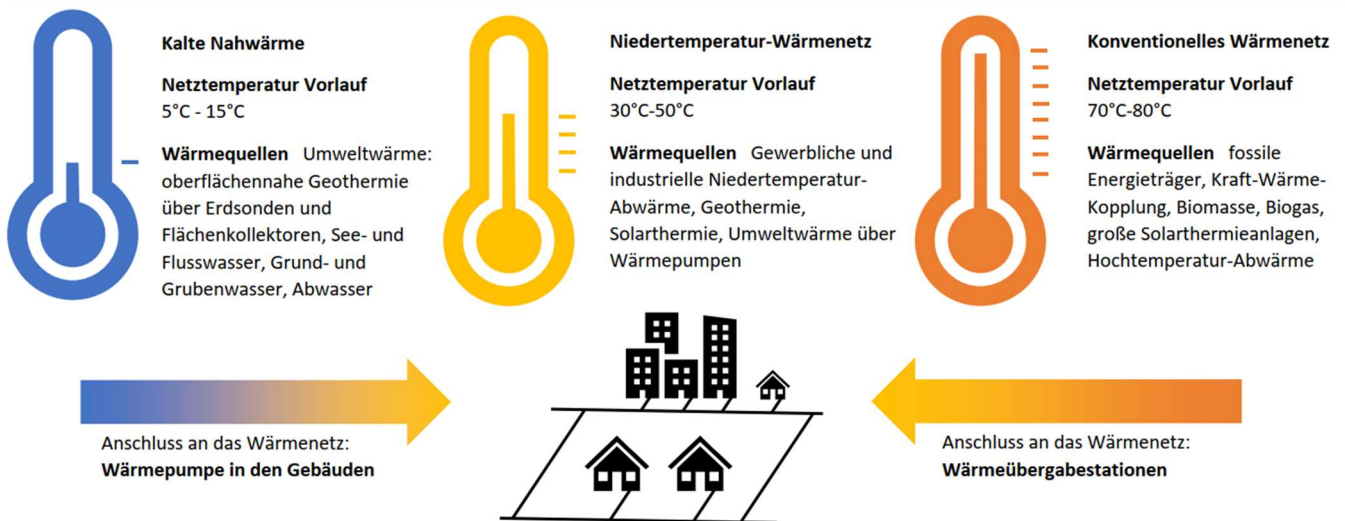 Kalte Nahwärme
Netztemperatur Vorlauf
5°C - 15°C
Wärmequellen Umweltwärme:
oberflächennahe Geothermie
über Erdsonden und
Flächenkollektoren, See- und
Flusswasser, Grund- und
Grubenwasser, Abwasser
Niedertemperatur-Wärmenetz
Netztemperatur Vorlauf
30°C-50°C
Wärmequellen Gewerbliche und
industrielle Niedertemperatur-
Abwärme, Geothermie,
Solarthermie, Umweltwärme über
Wärmepumpen
Konventionelles Wärmenetz
Netztemperatur Vorlauf
70°C-80°C
Wärmequellen fossile
Energieträger, Kraft-Wärme-
Kopplung, Biomasse, Biogas,
große Solarthermieanlagen,
Hochtemperatur-Abwärme
Anschluss an das Wärmenetz:
Wärmepumpe in den Gebäuden
Anschluss an das Wärmenetz:
Wärmeübergabestationen